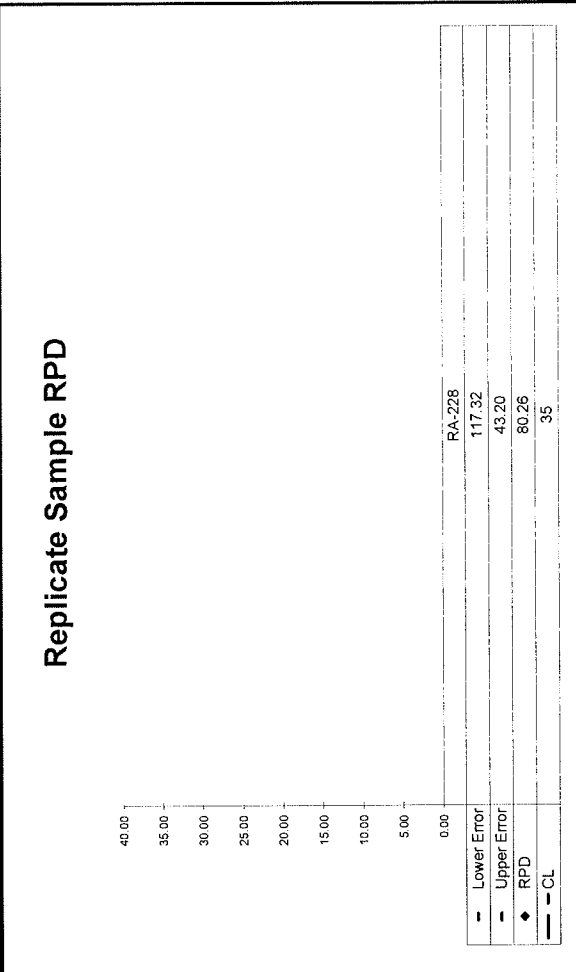 Replicate Sample RPD
40.00
35.00
30.00
25.00
20.00
15.00
10.00
5.00
0.00
RA-228
Lower Error 117.32
Upper Error 43.20
RPD 80.26
CL 35